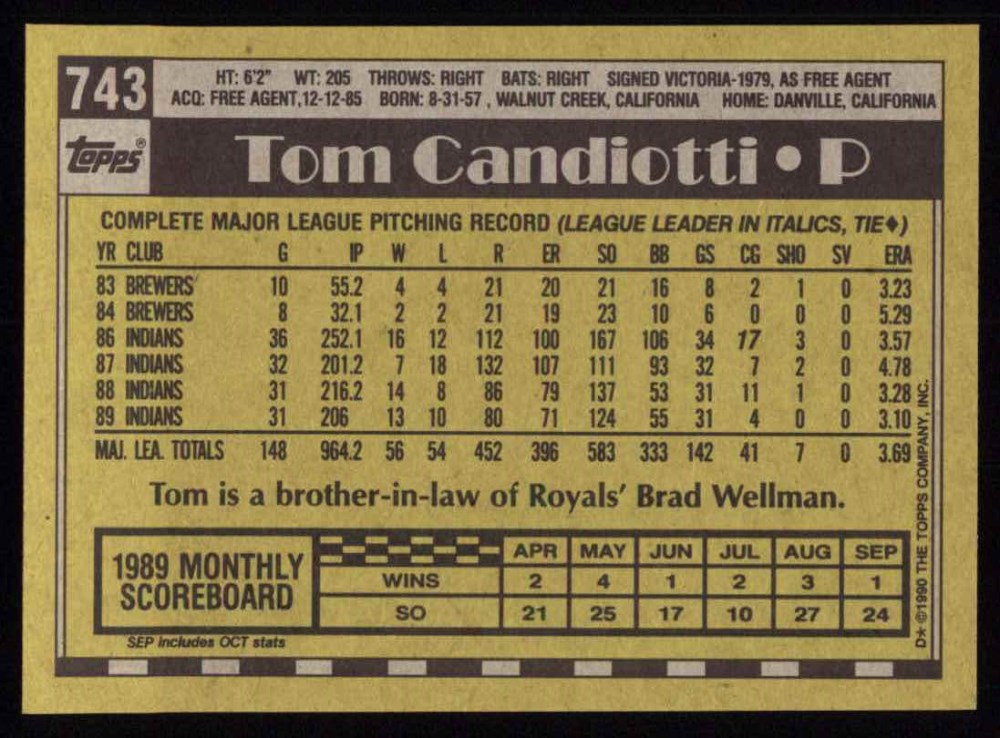 743
HT: 6'2" WT: 205 THROWS: RIGHT BATS: RIGHT SIGNED VICTORIA-1979, AS FREE AGENT
ACQ: FREE AGENT,12-12-85 BORN: 8-31-57 , WALNUT CREEK, CALIFORNIA HOME: DANVILLE, CALIFORNIA
topps®
Tom Candiotti • P
COMPLETE MAJOR LEAGUE PITCHING RECORD (LEAGUE LEADER IN ITALICS, TIE♦)
YR CLUB G IP W L R ER SO BB GS CG SHO SV ERA
83 BREWERS 10 55.2 4 4 21 20 21 16 8 2 1 0 3.23
84 BREWERS 8 32.1 2 2 21 19 23 10 6 0 0 0 5.29
86 INDIANS 36 252.1 16 12 112 100 167 106 34 17 3 0 3.57
87 INDIANS 32 201.2 7 18 132 107 111 93 32 7 2 0 4.78
88 INDIANS 31 216.2 14 8 86 79 137 53 31 11 1 0 3.28
89 INDIANS 31 206 13 10 80 71 124 55 31 4 0 0 3.10
MAJ. LEA. TOTALS 148 964.2 56 54 452 396 583 333 142 41 7 0 3.69
Tom is a brother-in-law of Royals' Brad Wellman.
1989 MONTHLY SCOREBOARD
APR MAY JUN JUL AUG SEP
WINS 2 4 1 2 3 1
SO 21 25 17 10 27 24
SEP includes OCT stats
D★ ©1990 THE TOPPS COMPANY, INC.